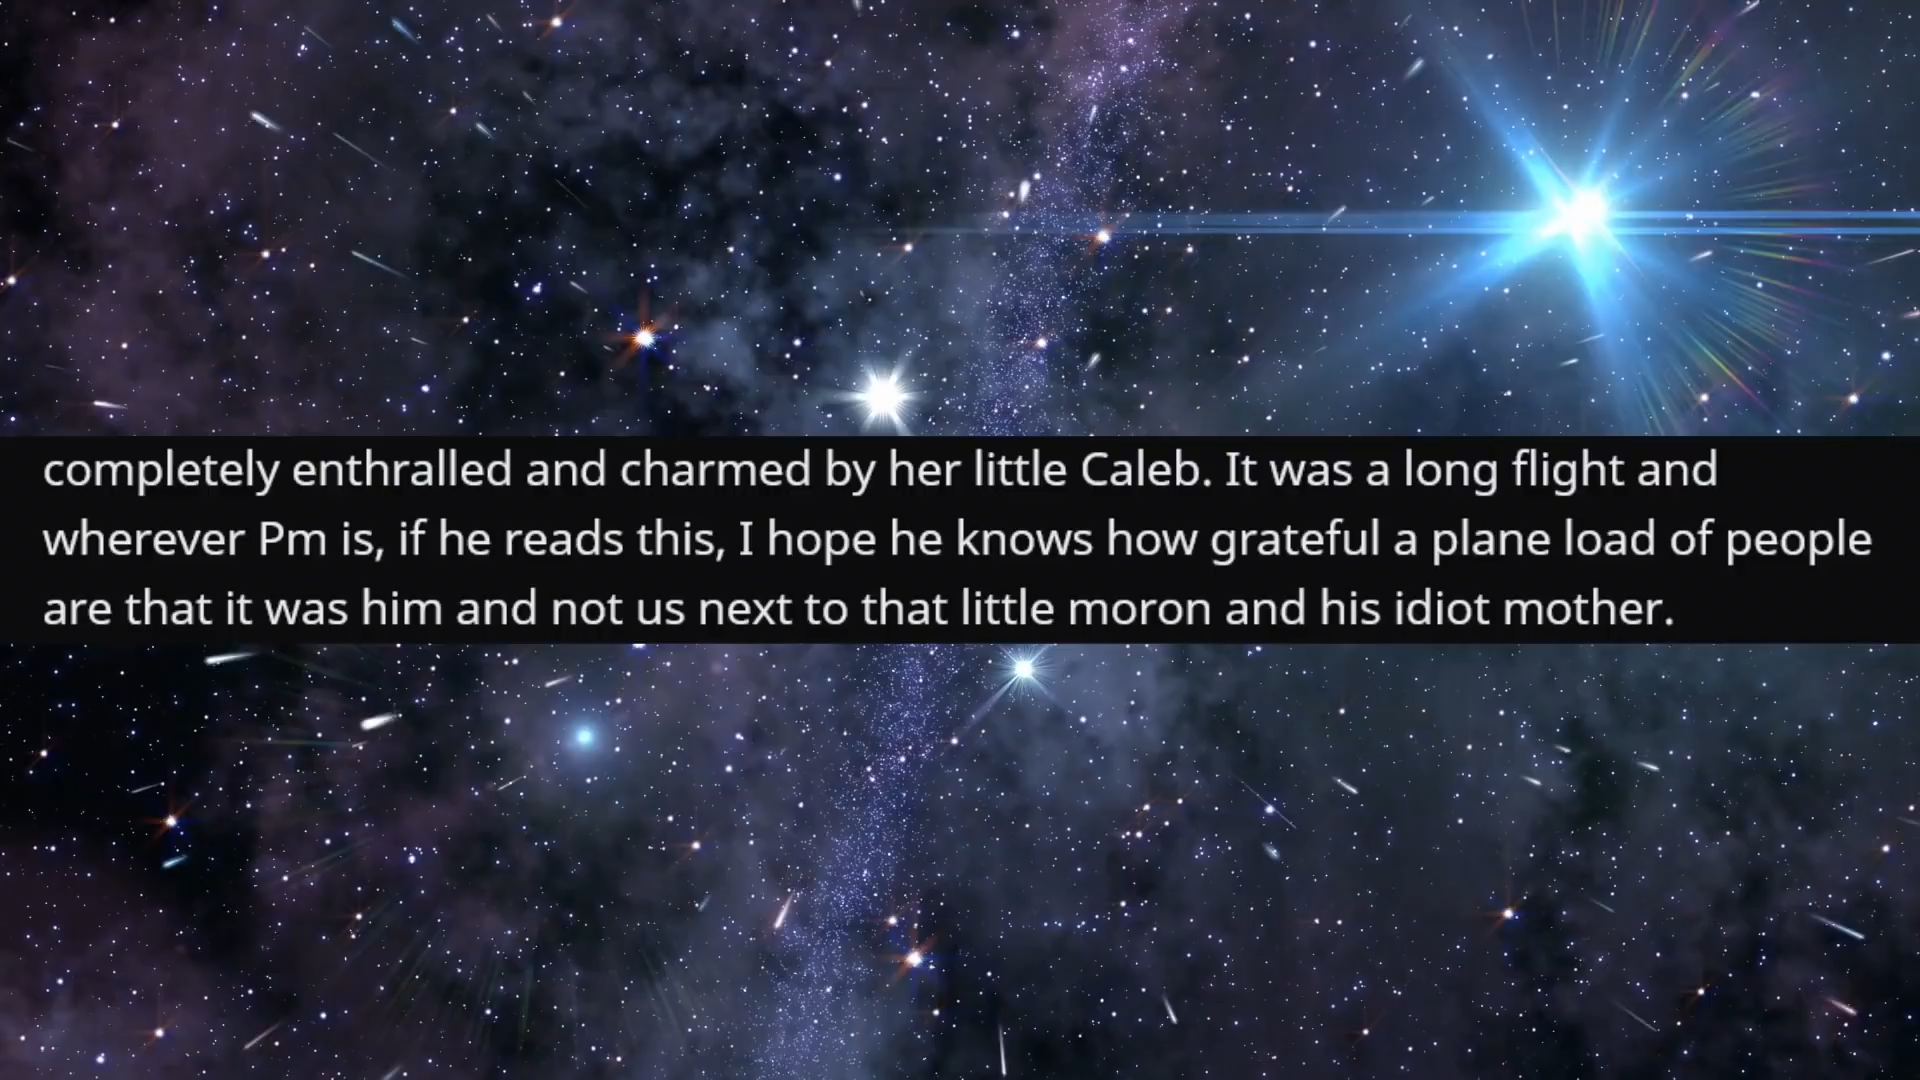 completely enthralled and charmed by her little Caleb. It was a long flight and
wherever Pm is, if he reads this, I hope he knows how grateful a plane load of people
are that it was him and not us next to that little moron and his idiot mother.